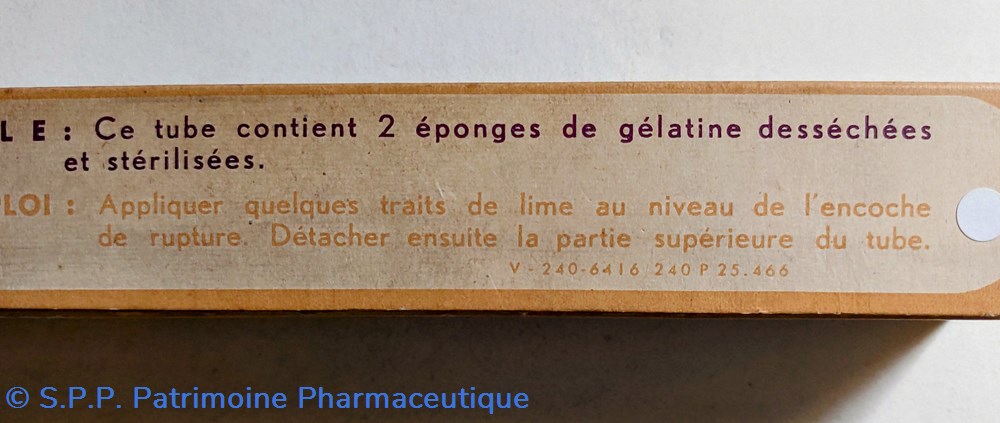 LE : Ce tube contient 2 éponges de gélatine desséchées
et stérilisées.
LOI : Appliquer quelques traits de lime au niveau de l'encoche
de rupture. Détacher ensuite la partie supérieure du tube.
V - 240-6416 240 P 25.466
© S.P.P. Patrimoine Pharmaceutique